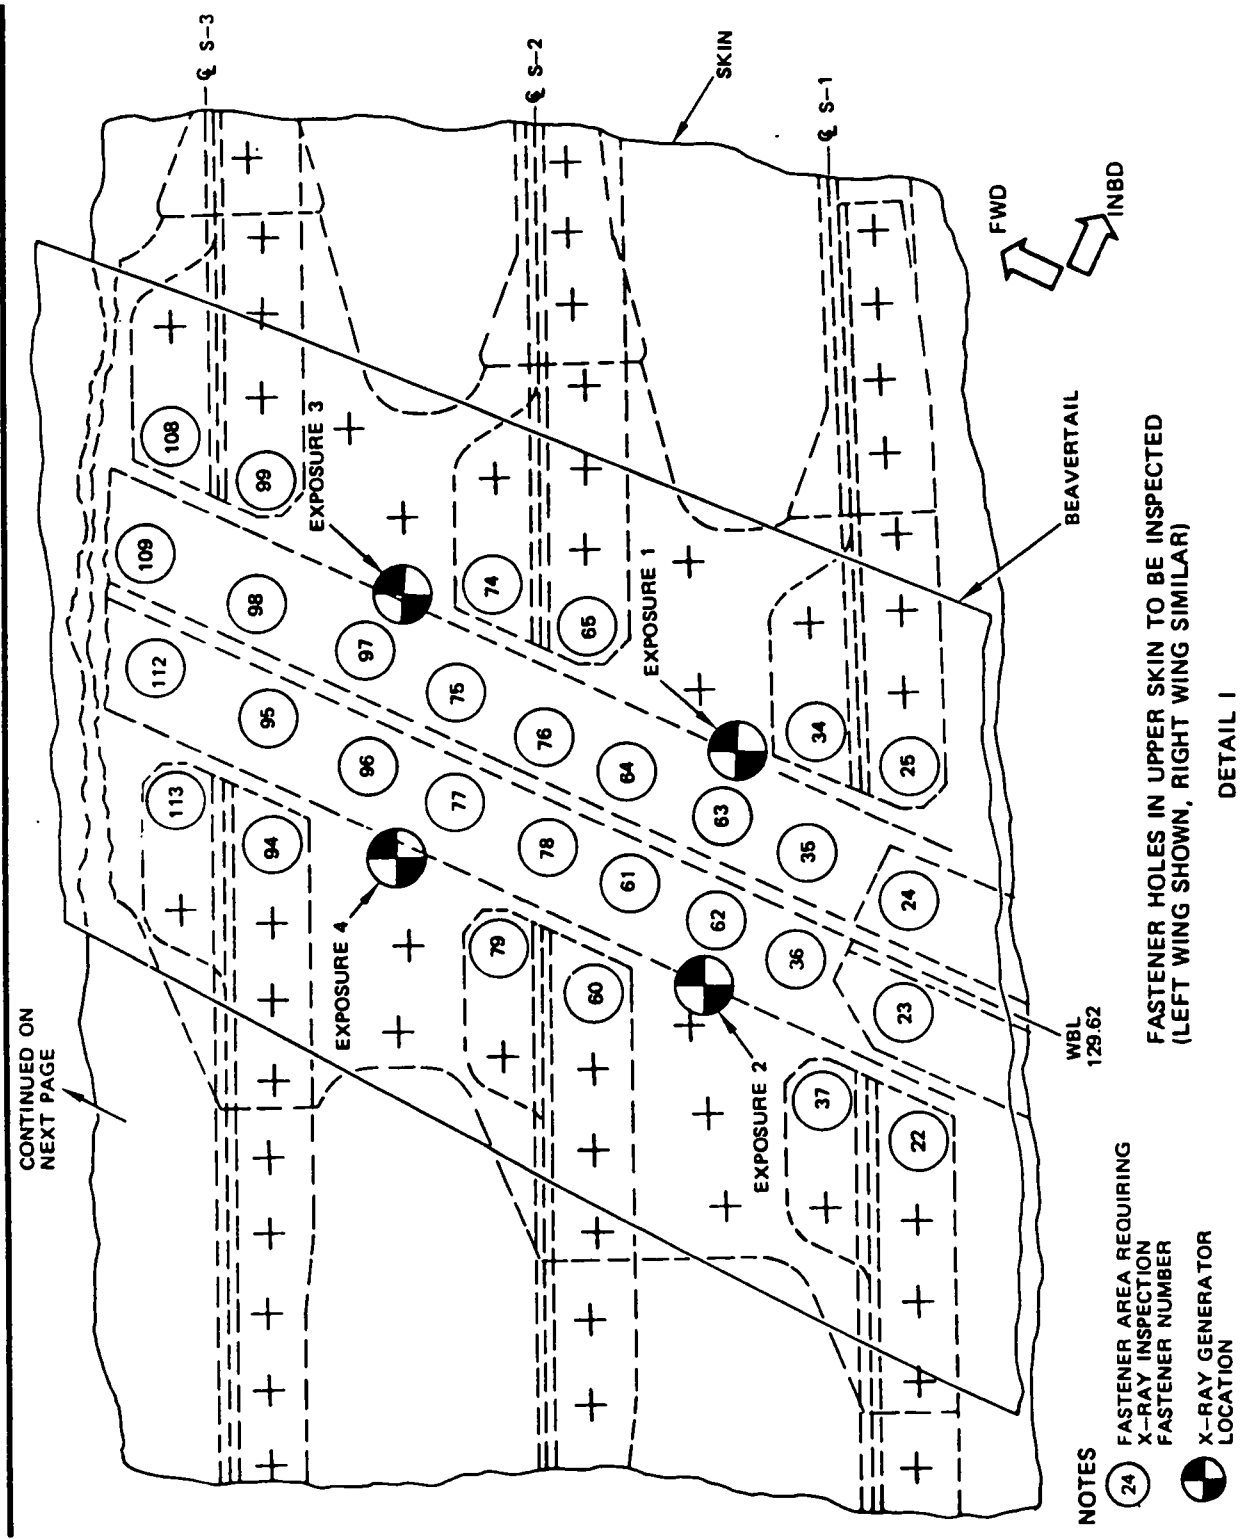 CONTINUED ON
NEXT PAGE
113
112
109
108
℄ S-3
94
95
98
99
EXPOSURE 4
EXPOSURE 3
96
97
77
75
79
74
℄ S-2
78
76
60
61
64
65
EXPOSURE 1
62
63
SKIN
EXPOSURE 2
37
36
35
34
℄ S-1
22
23
24
25
FWD
INBD
BEAVERTAIL
WBL
129.62
NOTES
24
FASTENER AREA REQUIRING
X-RAY INSPECTION
FASTENER NUMBER
X-RAY GENERATOR
LOCATION
FASTENER HOLES IN UPPER SKIN TO BE INSPECTED
(LEFT WING SHOWN, RIGHT WING SIMILAR)
DETAIL I